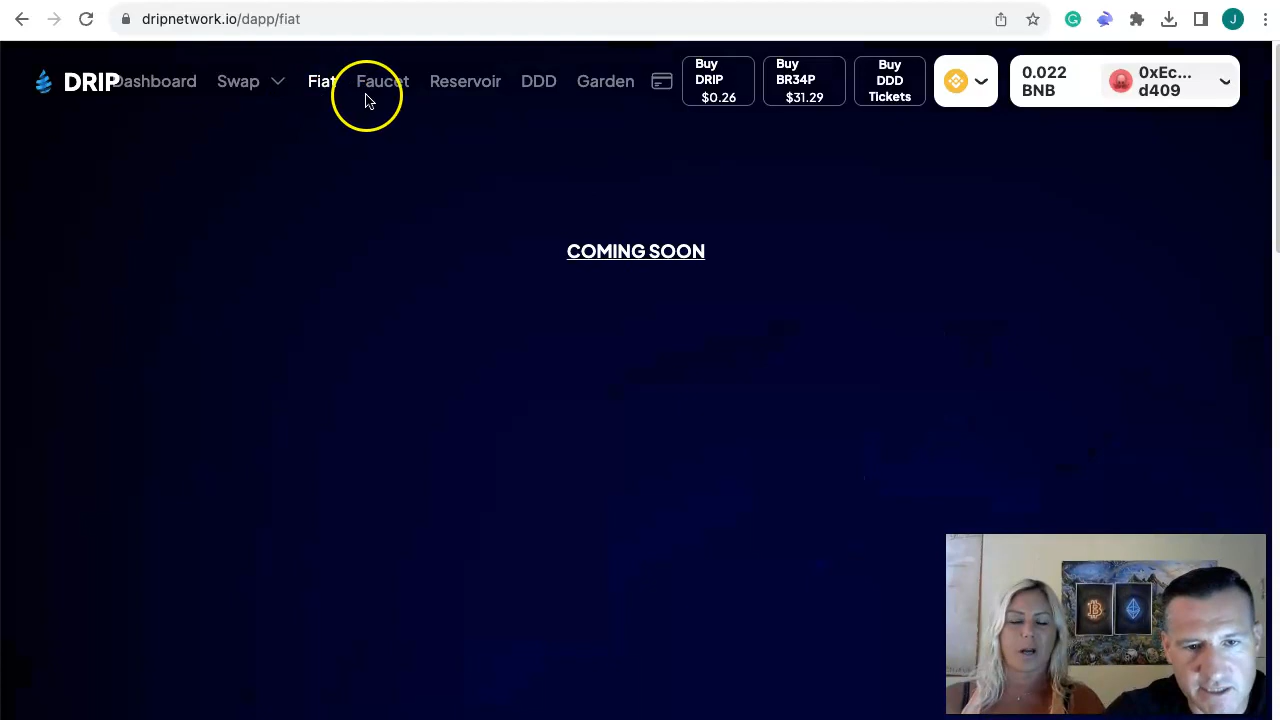 dripnetwork.io/dapp/fiat
J
DRIP
Dashboard
Swap
Fiat
Faucet
Reservoir
DDD
Garden
Buy
DRIP
$0.26
Buy
BR34P
$31.29
Buy
DDD
Tickets
0.022
BNB
0xEc...
d409
COMING SOON